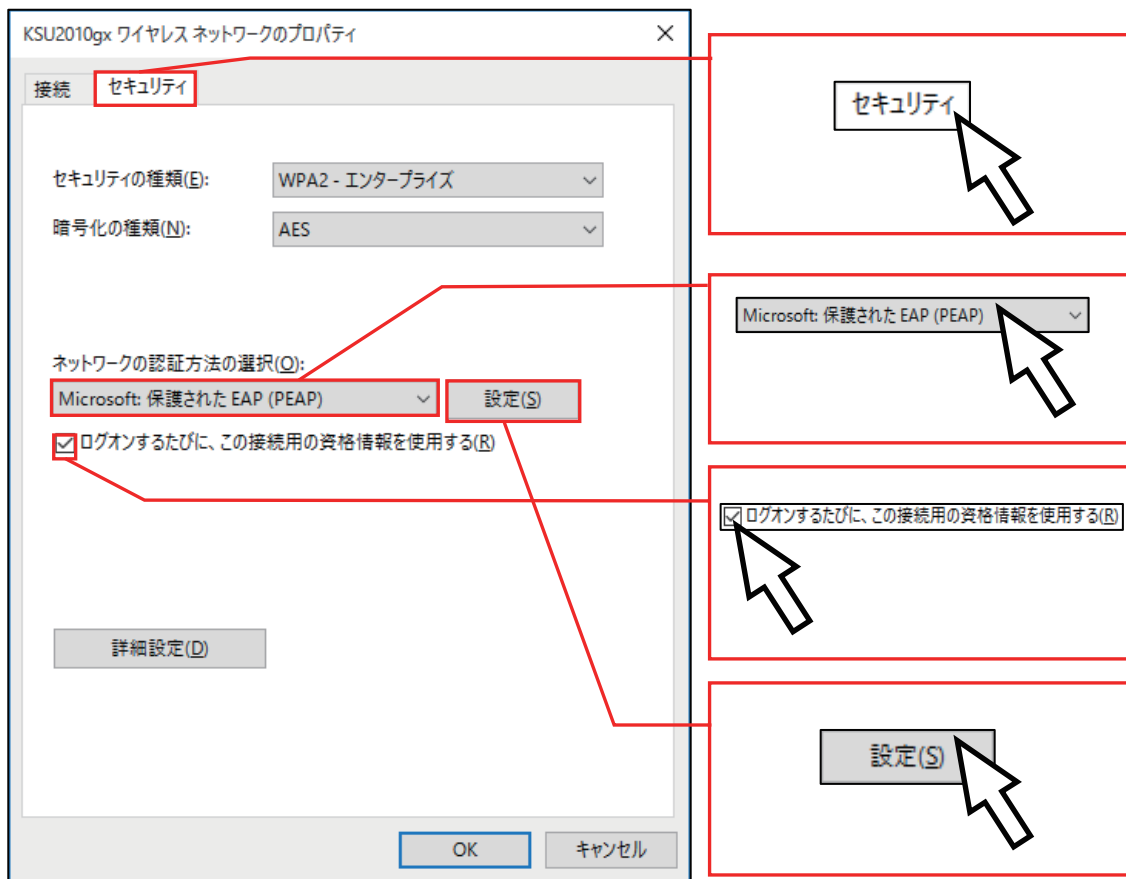 KSU2010gx ワイヤレス ネットワークのプロパティ
接続
セキュリティ
セキュリティの種類(E):
WPA2 - エンタープライズ
暗号化の種類(N):
AES
ネットワークの認証方法の選択(O):
Microsoft: 保護された EAP (PEAP)
設定(S)
ログオンするたびに、この接続用の資格情報を使用する(R)
詳細設定(D)
OK
キャンセル
セキュリティ
Microsoft: 保護された EAP (PEAP)
ログオンするたびに、この接続用の資格情報を使用する(R)
設定(S)